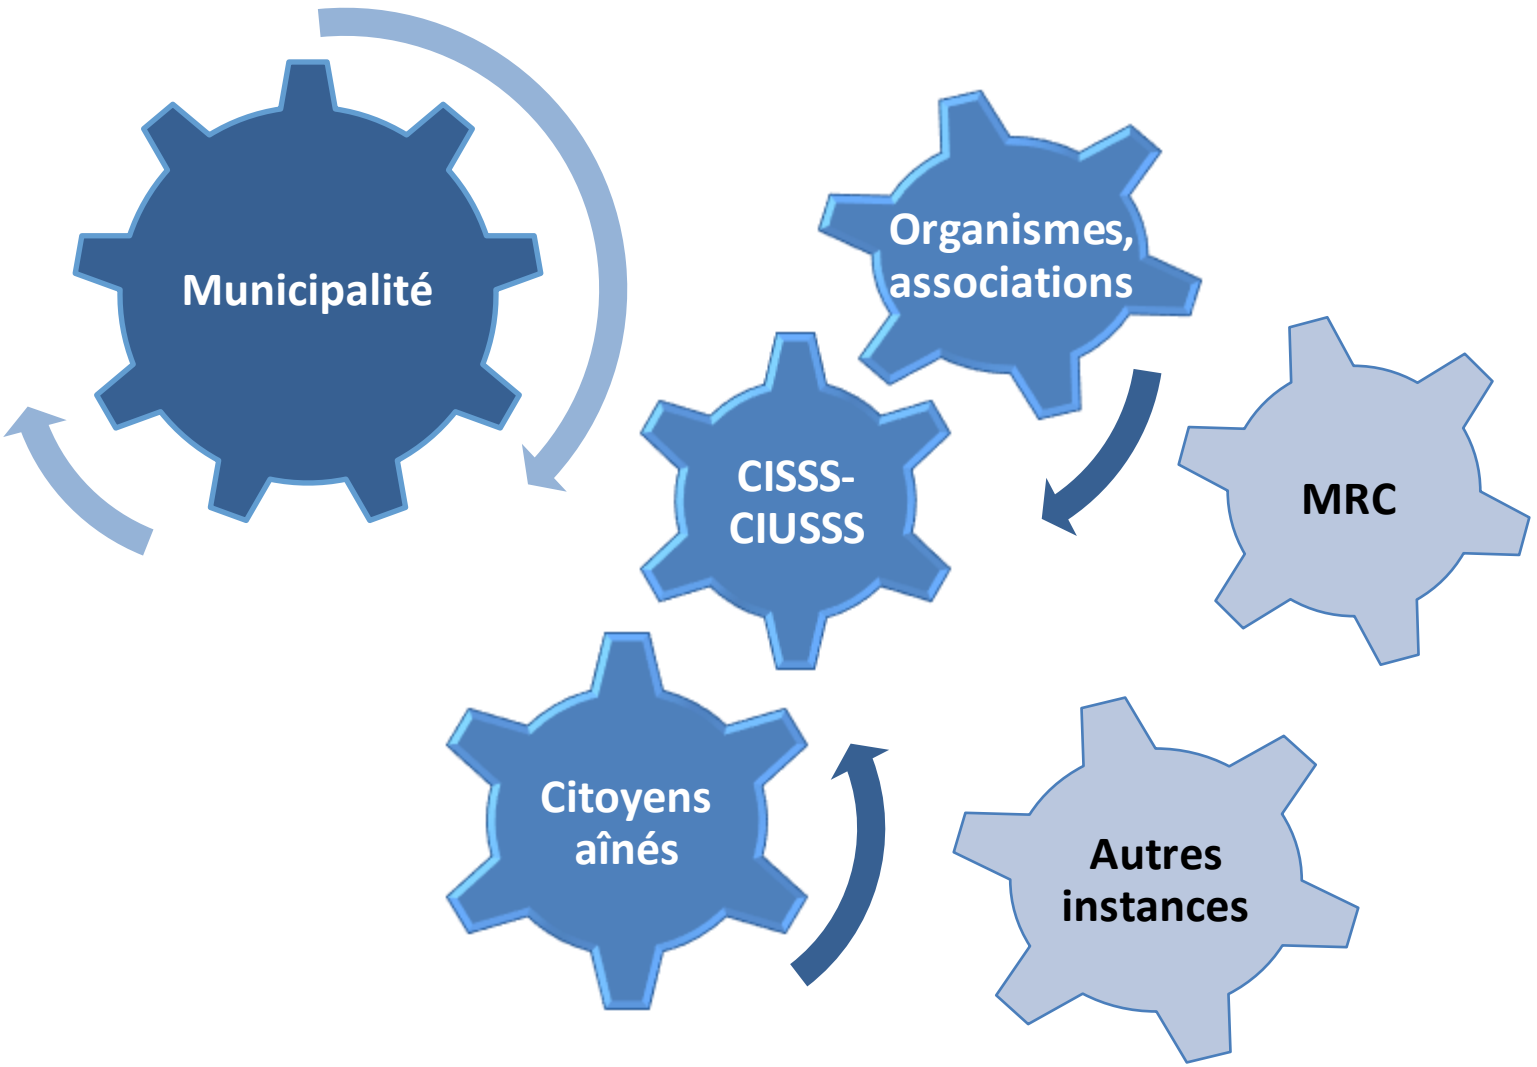 Municipalité
Organismes,
associations
CISSS-
CIUSSS
MRC
Citoyens
aînés
Autres
instances